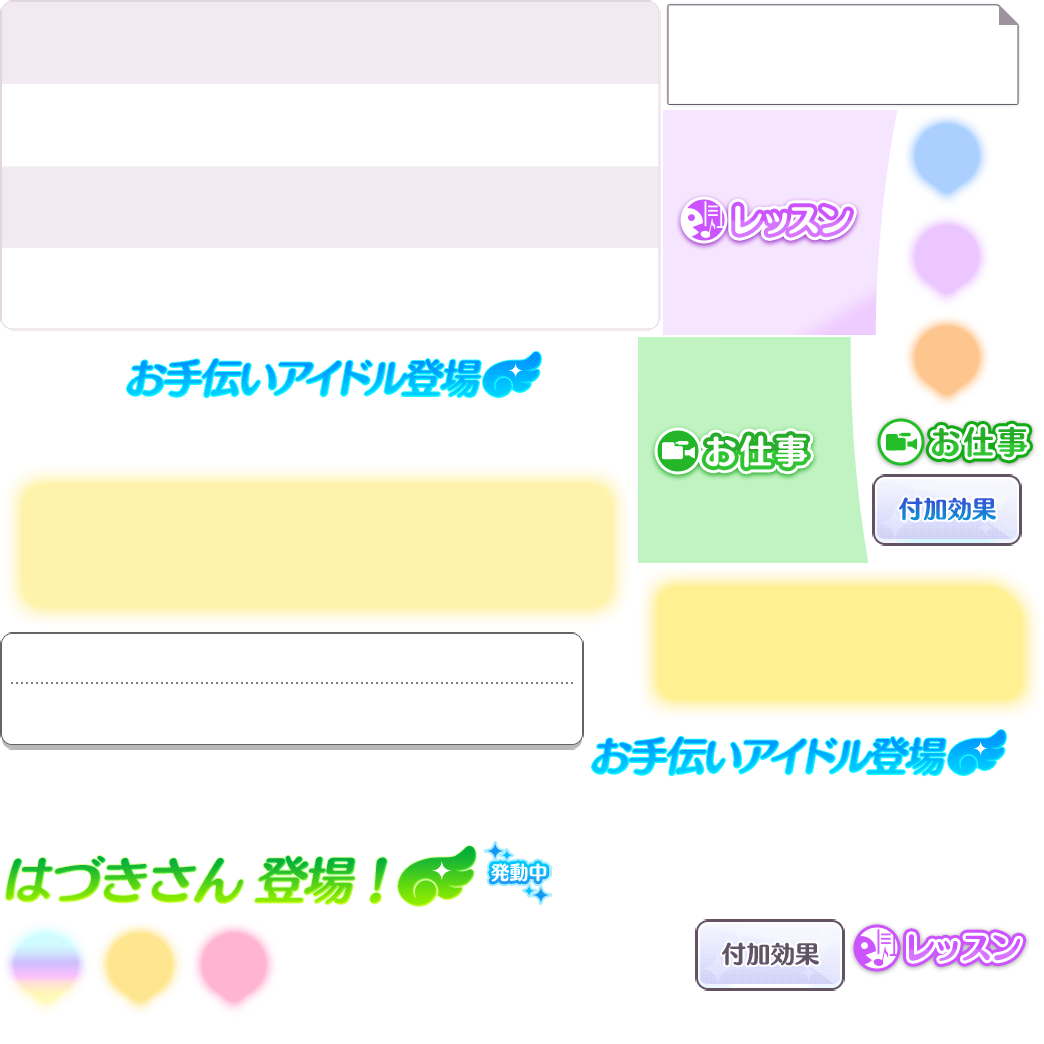 レッスン
お手伝いアイドル登場
お仕事
お仕事
付加効果
お手伝いアイドル登場
はづきさん 登場！
発動中
付加効果
レッスン